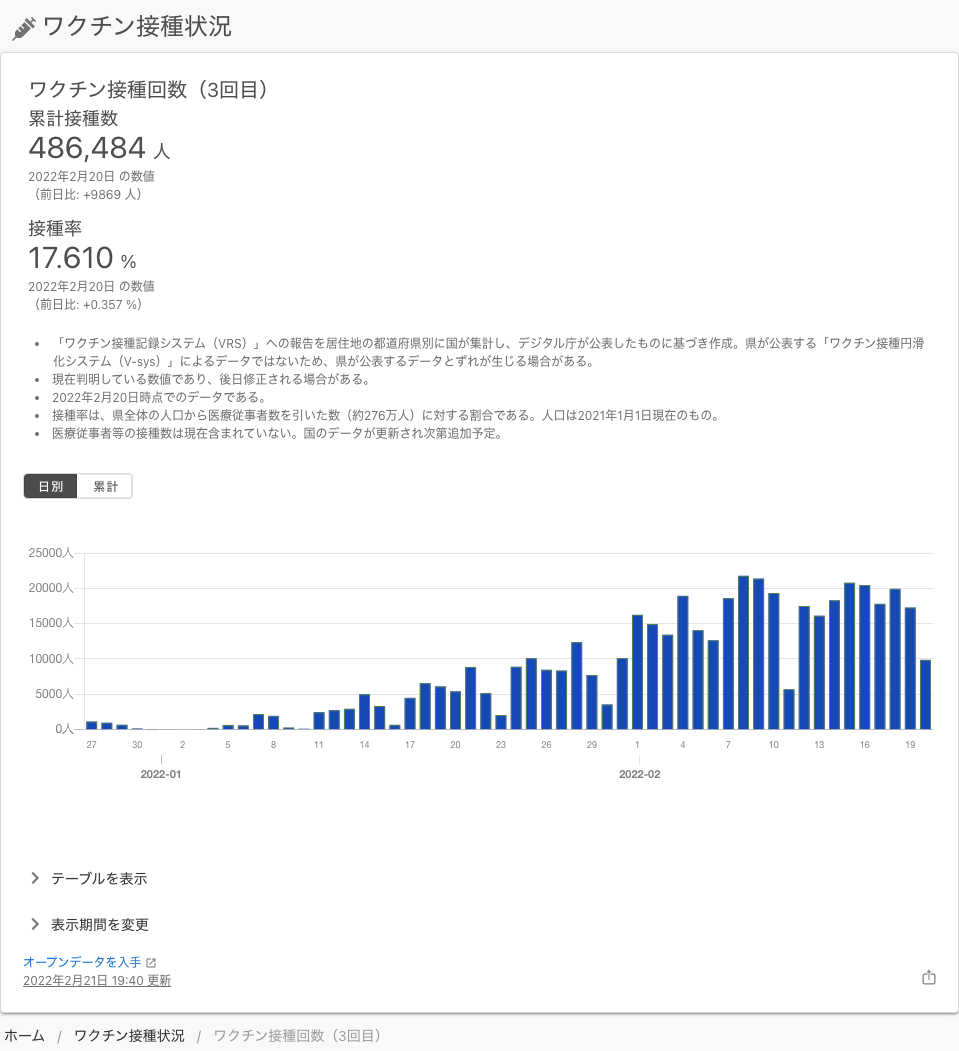 ワクチン接種状況
ワクチン接種回数（3回目）
累計接種数
486,484 人
2022年2月20日 の数値
（前日比: +9869 人）
接種率
17.610 %
2022年2月20日 の数値
（前日比: +0.357 %）
• 「ワクチン接種記録システム（VRS）」への報告を居住地の都道府県別に国が集計し、デジタル庁が公表したものに基づき作成。県が公表する「ワクチン接種円滑
化システム（V-sys）」によるデータではないため、県が公表するデータとずれが生じる場合がある。
• 現在判明している数値であり、後日修正される場合がある。
• 2022年2月20日時点でのデータである。
• 接種率は、県全体の人口から医療従事者数を引いた数（約276万人）に対する割合である。人口は2021年1月1日現在のもの。
• 医療従事者等の接種数は現在含まれていない。国のデータが更新され次第追加予定。
日別 累計
25000人
20000人
15000人
10000人
5000人
0人
27 30 2 5 8 11 14 17 20 23 26 29 1 4 7 10 13 16 19
2022-01 2022-02
テーブルを表示
表示期間を変更
オープンデータを入手
2022年2月21日 19:40 更新
ホーム / ワクチン接種状況 / ワクチン接種回数（3回目）